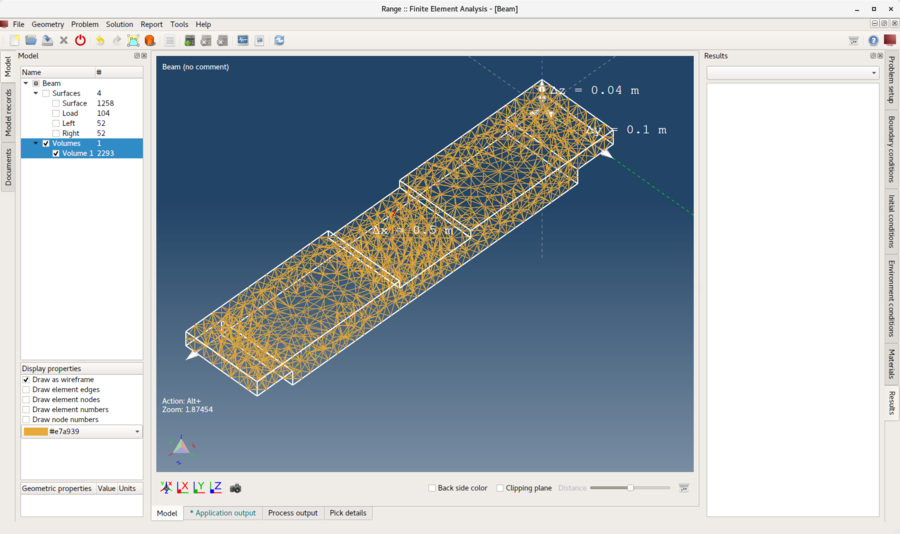 Range :: Finite Element Analysis - [Beam]
File Geometry Problem Solution Report Tools Help
Model
Results
Name #
Beam
Surfaces 4
Surface 1258
Load 104
Left 52
Right 52
Volumes 1
Volume 1 2293
Model
Model records
Documents
Beam (no comment)
Δz = 0.04 m
Δy = 0.1 m
Δx = 0.5 m
Action: Alt+
Zoom: 1.87454
Problem setup
Boundary conditions
Initial conditions
Environment conditions
Materials
Results
Display properties
Draw as wireframe
Draw element edges
Draw element nodes
Draw element numbers
Draw node numbers
#e7a939
Geometric properties Value Units
X Y Z
X
Y
Z
Back side color Clipping plane Distance
Model * Application output Process output Pick details